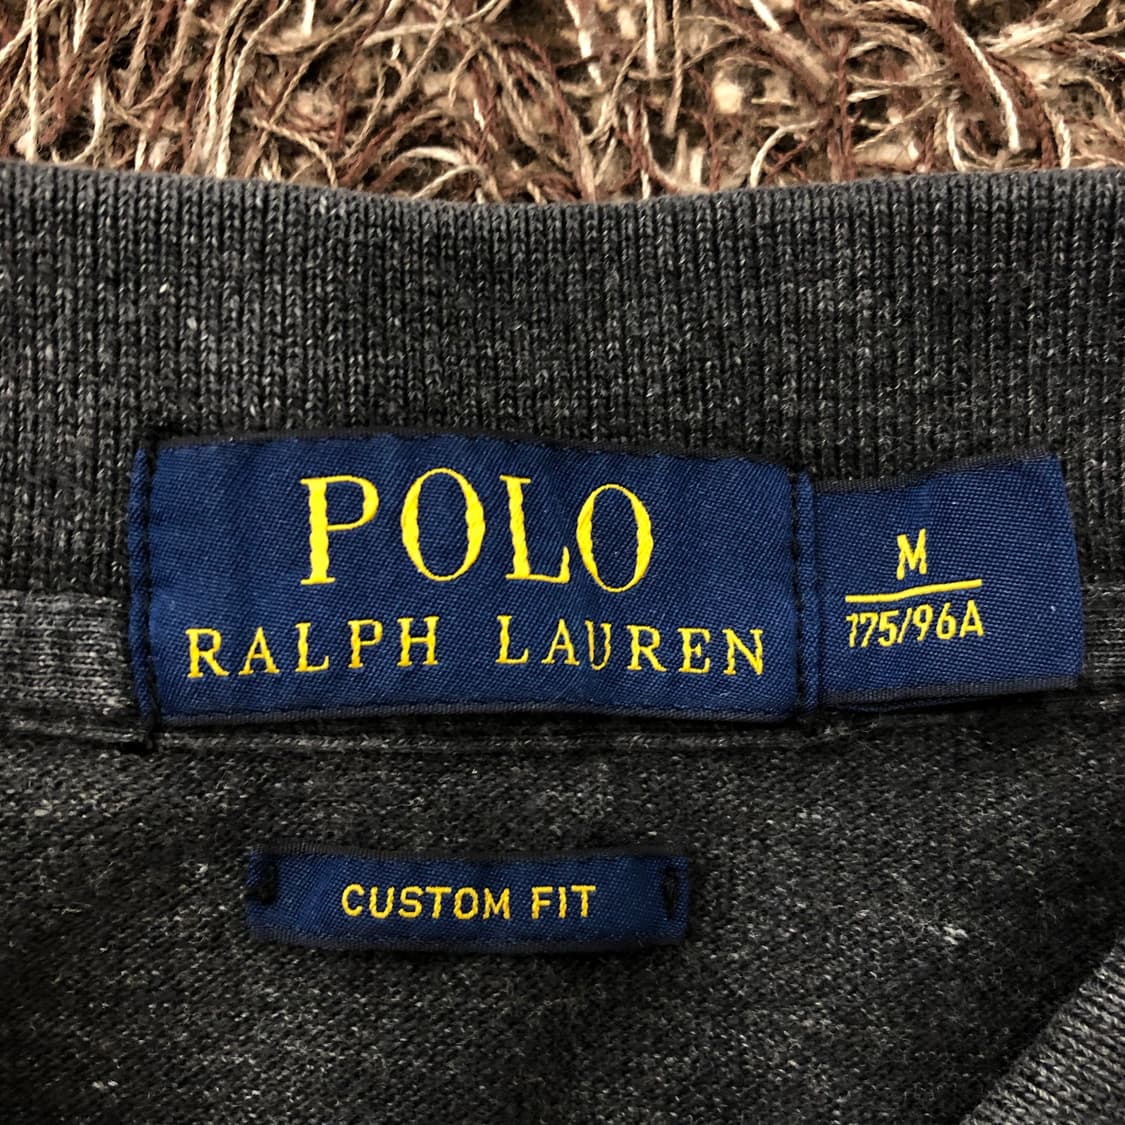 POLO
RALPH LAUREN
M
175/96A
CUSTOM FIT